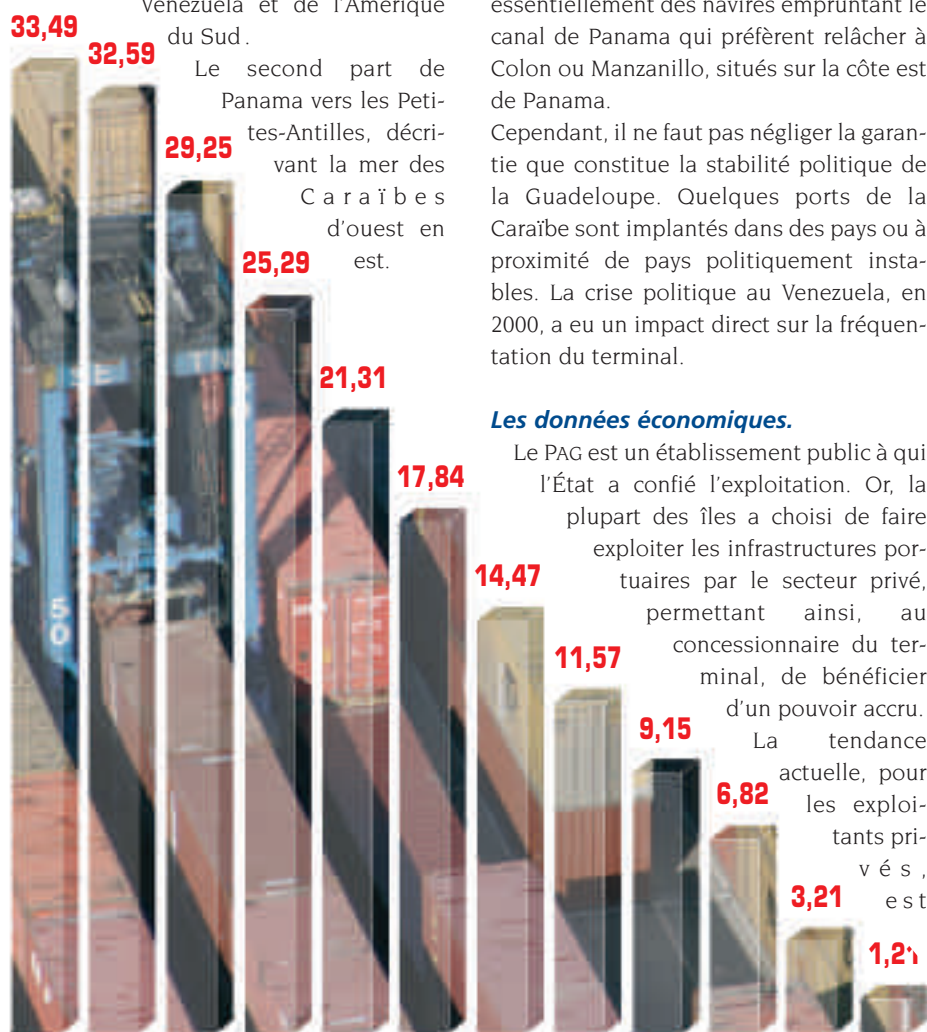 Venezuela et de l'Amérique
du Sud.
Le second part de
Panama vers les Peti-
tes-Antilles, décri-
vant la mer des
Caraïbes
d'ouest en
est.
essentiellement des navires empruntant le
canal de Panama qui préfèrent relâcher à
Colon ou Manzanillo, situés sur la côte est
de Panama.
Cependant, il ne faut pas négliger la garan-
tie que constitue la stabilité politique de
la Guadeloupe. Quelques ports de la
Caraïbe sont implantés dans des pays ou à
proximité de pays politiquement insta-
bles. La crise politique au Venezuela, en
2000, a eu un impact direct sur la fréquen-
tation du terminal.
Les données économiques.
Le PAG est un établissement public à qui
l'État a confié l'exploitation. Or, la
plupart des îles a choisi de faire
exploiter les infrastructures por-
tuaires par le secteur privé,
permettant ainsi, au
concessionnaire du ter-
minal, de bénéficier
d'un pouvoir accru.
La tendance
actuelle, pour
les exploi-
tants pri-
vés,
est
33,49
32,59
29,25
25,29
21,31
17,84
14,47
11,57
9,15
6,82
3,21